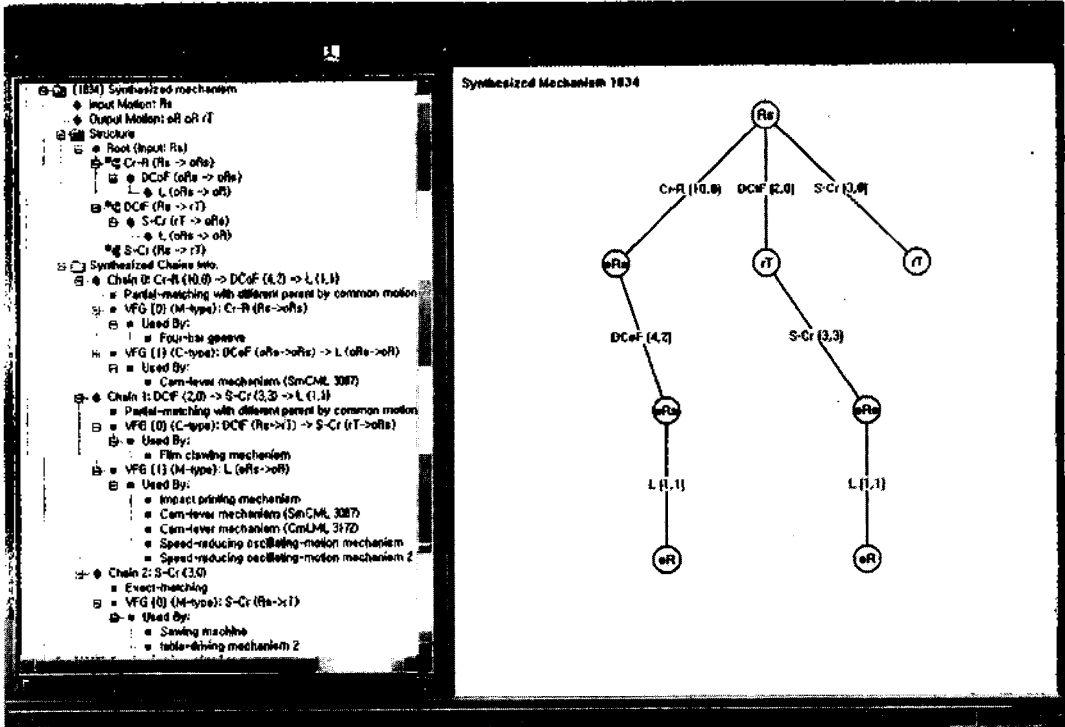 (1834) Synthesized mechanism
Input Motion: Rs
Output Motion: oR oR rT
Structure
Root (Input: Rs)
Cr-R (Rs -> oRs)
DCoF (oRs -> oRs)
L (oRs -> oR)
DCtF (Rs -> rT)
S-Cr (rT -> oRs)
L (oRs -> oR)
S-Cr (Rs -> rT)
Synthesized Chains Info.
Chain 0: Cr-R (10,0) -> DCoF (4,2) -> L (1,1)
Partial-matching with different parent by common motion
VFG (0) (M-type): Cr-R (Rs->oRs)
Used By:
Four-bar geneva
VFG (1) (C-type): DCoF (oRs->oRs) -> L (oRs->oR)
Used By:
Cam-lever mechanism (SmCML 3087)
Chain 1: DCtF (2,0) -> S-Cr (3,3) -> L (1,1)
Partial-matching with different parent by common motion
VFG (0) (C-type): DCtF (Rs->rT) -> S-Cr (rT->oRs)
Used By:
Film clawing mechanism
VFG (1) (M-type): L (oRs->oR)
Used By:
Impact printing mechanism
Cam-lever mechanism (SmCML 3087)
Cam-lever mechanism (CmLML 3172)
Speed-reducing oscillating-motion mechanism
Speed-reducing oscillating-motion mechanism 2
Chain 2: S-Cr (3,0)
Exact-matching
VFG (0) (M-type): S-Cr (Rs->rT)
Used By:
Sawing machine
table-driving mechanism 2
Synthesized Mechanism 1834
Rs
Cr-R (10,0) DCtF (2,0) S-Cr (3,0)
oRs rT rT
DCoF (4,2) S-Cr (3,3)
oRs oRs
L (1,1) L (1,1)
oR oR